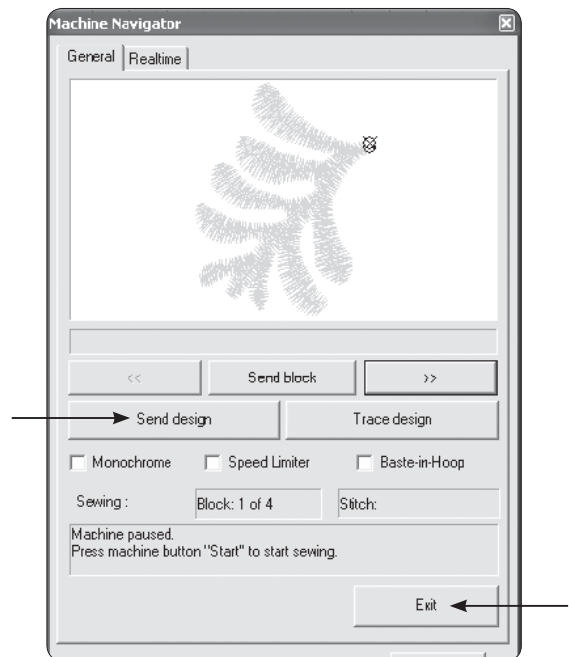 Machine Navigator
General Realtime
<< Send block >>
Send design Trace design
Monochrome Speed Limiter Baste-in-Hoop
Sewing : Block: 1 of 4 Stitch:
Machine paused.
Press machine button "Start" to start sewing.
Exit